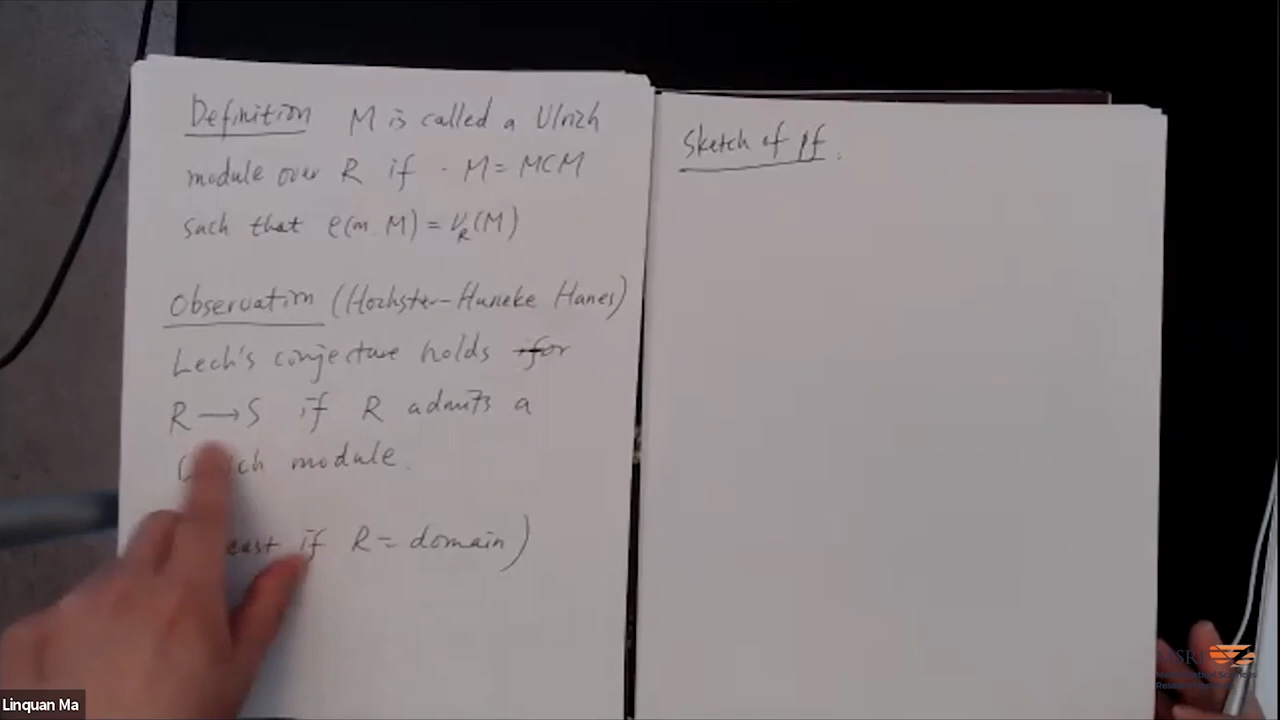 Definition M is called a Ulrich
module over R if · M = MCM
such that e(m, M) = ν_R(M)
Observation (Hochster-Huneke Hanes)
Lech's conjecture holds for
R → S if R admits a
module.
if R = domain)
Sketch of pf.
Linquan Ma